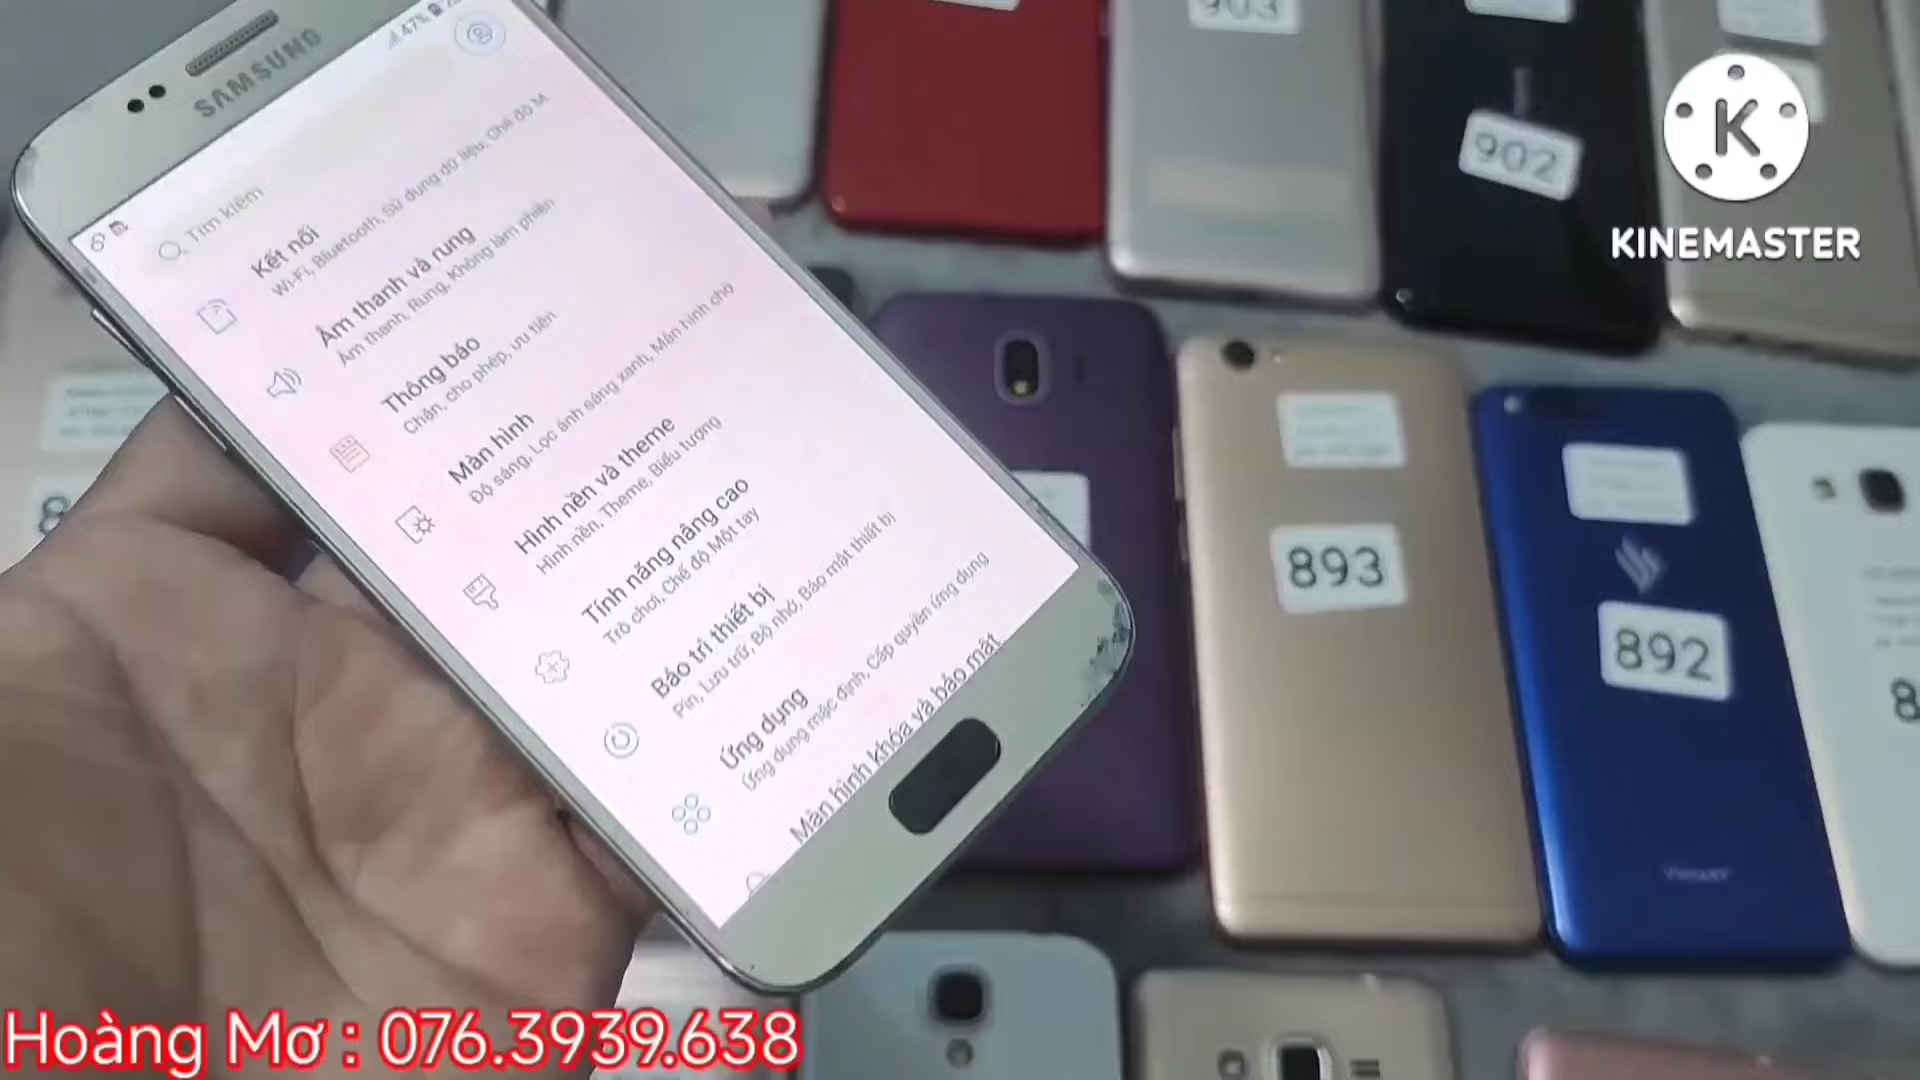 SAMSUNG
47%
Tìm kiếm
Kết nối
Wi-Fi, Bluetooth, Sử dụng dữ liệu, Chế độ M.
Âm thanh và rung
Âm thanh, Rung, Không làm phiền
Thông báo
Chặn, cho phép, ưu tiên
Màn hình
Độ sáng, Lọc ánh sáng xanh, Màn hình chờ
Hình nền và theme
Hình nền, Theme, Biểu tượng
Tính năng nâng cao
Trò chơi, Chế độ Một tay
Bảo trì thiết bị
Pin, Lưu trữ, Bộ nhớ, Bảo mật thiết bị
Ứng dụng
Ứng dụng mặc định, Cấp quyền ứng dụng
Màn hình khóa và bảo mật
903
902
K
KINEMASTER
893
892
8
8
Hoàng Mơ : 076.3939.638